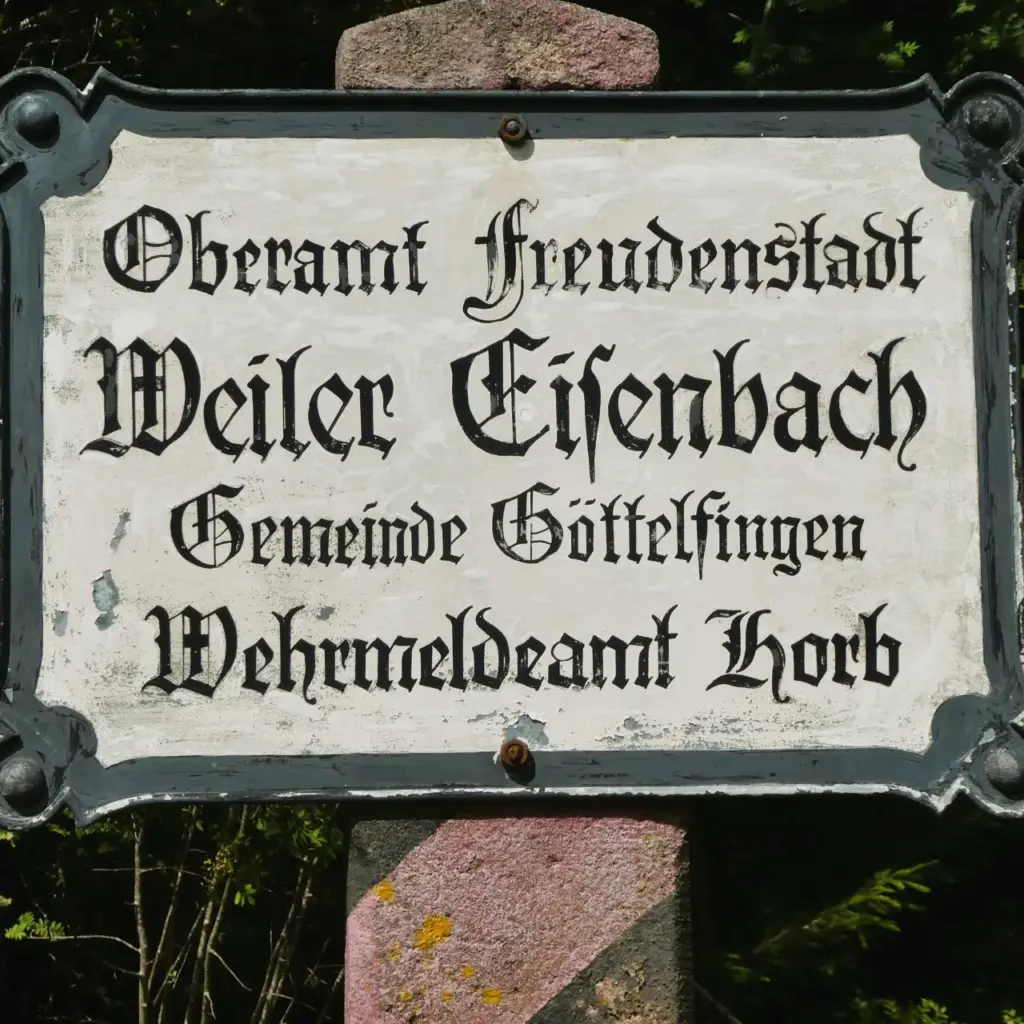 Oberamt Freudenstadt
Weiler Eiſenbach
Gemeinde Göttelfingen
Wehrmeldeamt Horb